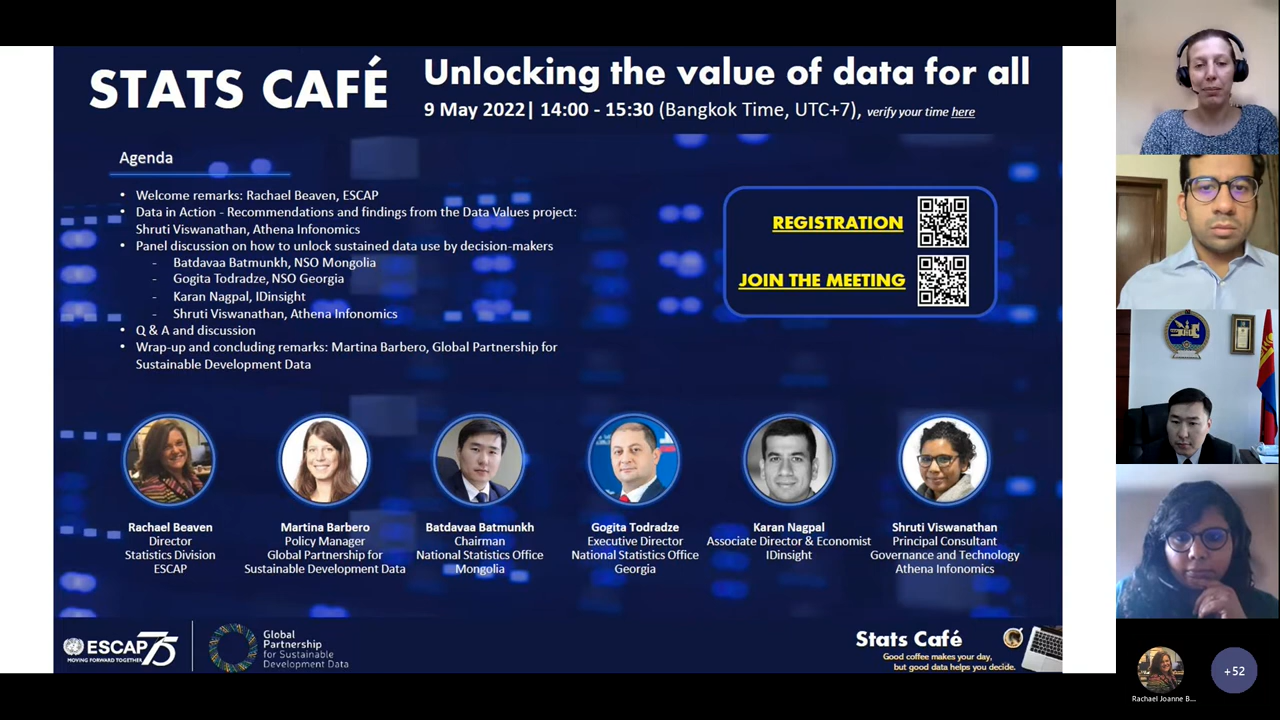 STATS CAFÉ
Unlocking the value of data for all
9 May 2022| 14:00 - 15:30 (Bangkok Time, UTC+7), verify your time here
Agenda
• Welcome remarks: Rachael Beaven, ESCAP
• Data in Action - Recommendations and findings from the Data Values project:
Shruti Viswanathan, Athena Infonomics
• Panel discussion on how to unlock sustained data use by decision-makers
- Batdavaa Batmunkh, NSO Mongolia
- Gogita Todradze, NSO Georgia
- Karan Nagpal, IDinsight
- Shruti Viswanathan, Athena Infonomics
• Q & A and discussion
• Wrap-up and concluding remarks: Martina Barbero, Global Partnership for
Sustainable Development Data
REGISTRATION
JOIN THE MEETING
Rachael Beaven
Director
Statistics Division
ESCAP
Martina Barbero
Policy Manager
Global Partnership for
Sustainable Development Data
Batdavaa Batmunkh
Chairman
National Statistics Office
Mongolia
Gogita Todradze
Executive Director
National Statistics Office
Georgia
Karan Nagpal
Associate Director & Economist
IDinsight
Shruti Viswanathan
Principal Consultant
Governance and Technology
Athena Infonomics
ESCAP 75
MOVING FORWARD TOGETHER
Global
Partnership
for Sustainable
Development Data
Stats Café
Good coffee makes your day,
but good data helps you decide.
Rachael Joanne B...
+52